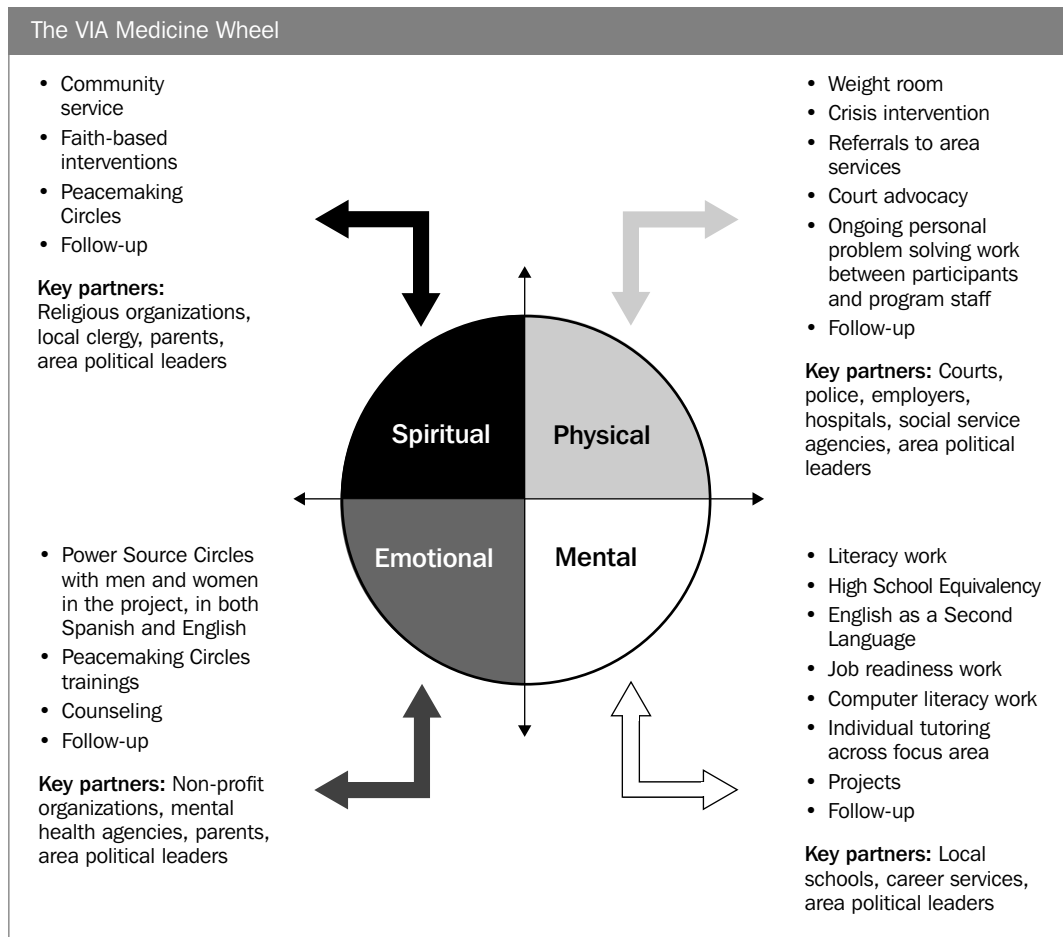 The VIA Medicine Wheel
• Community
service
• Faith-based
interventions
• Peacemaking
Circles
• Follow-up
Key partners:
Religious organizations,
local clergy, parents,
area political leaders
• Weight room
• Crisis intervention
• Referrals to area
services
• Court advocacy
• Ongoing personal
problem solving work
between participants
and program staff
• Follow-up
Key partners: Courts,
police, employers,
hospitals, social service
agencies, area political
leaders
Spiritual
Physical
Emotional
Mental
• Power Source Circles
with men and women
in the project, in both
Spanish and English
• Peacemaking Circles
trainings
• Counseling
• Follow-up
Key partners: Non-profit
organizations, mental
health agencies, parents,
area political leaders
• Literacy work
• High School Equivalency
• English as a Second
Language
• Job readiness work
• Computer literacy work
• Individual tutoring
across focus area
• Projects
• Follow-up
Key partners: Local
schools, career services,
area political leaders